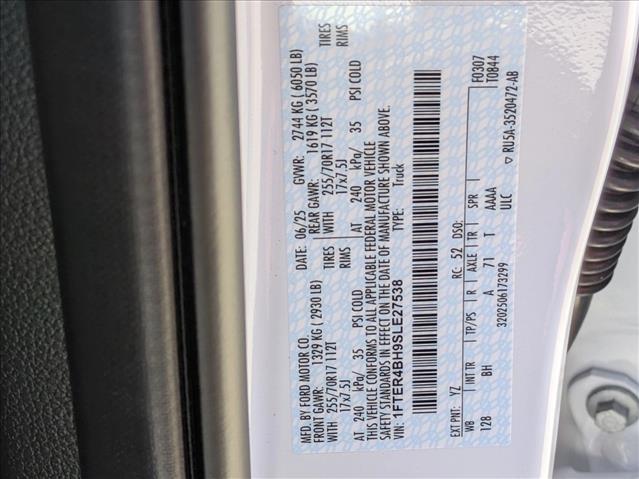 MFD. BY FORD MOTOR CO. DATE: 06/25 GVWR: 2744 KG ( 6050 LB)
FRONT GAWR: 1329 KG ( 2930 LB) REAR GAWR: 1619 KG ( 3570 LB)
255/70R17 112T TIRES WITH 255/70R17 112T TIRES
17x7.5J RIMS 17x7.5J RIMS
AT 240 kPa/ 35 PSI COLD AT 240 kPa/ 35 PSI COLD
THIS VEHICLE CONFORMS TO ALL APPLICABLE FEDERAL MOTOR VEHICLE
SAFETY STANDARDS IN EFFECT ON THE DATE OF MANUFACTURE SHOWN ABOVE.
VIN: 1FTER4BH9SLE27538 TYPE: Truck
F0307
T0844
EXT PNT: YZ RC: 52 DSO:
WB INT TR TP/PS R AXLE TR SPR
128 BH A 71 T AAAA
ULC
3202506173299 ▽ RU5A-3520472-AB